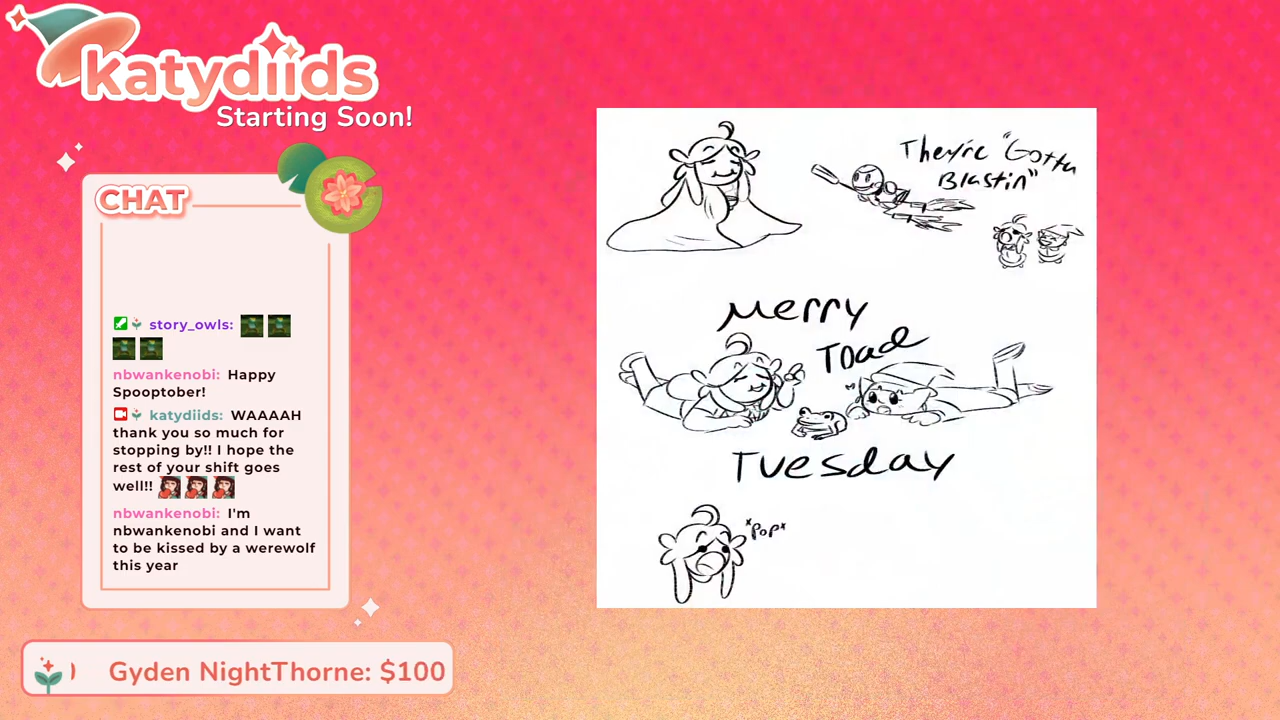 katydiids
Starting Soon!
CHAT
story_owls:
nbwankenobi: Happy
Spooptober!
katydiids: WAAAAH
thank you so much for
stopping by!! I hope the
rest of your shift goes
well!!
nbwankenobi: I'm
nbwankenobi and I want
to be kissed by a werewolf
this year
) Gyden NightThorne: $100
They're "Gotta
Blastin"
Merry
Toad
Tuesday
*Pop*